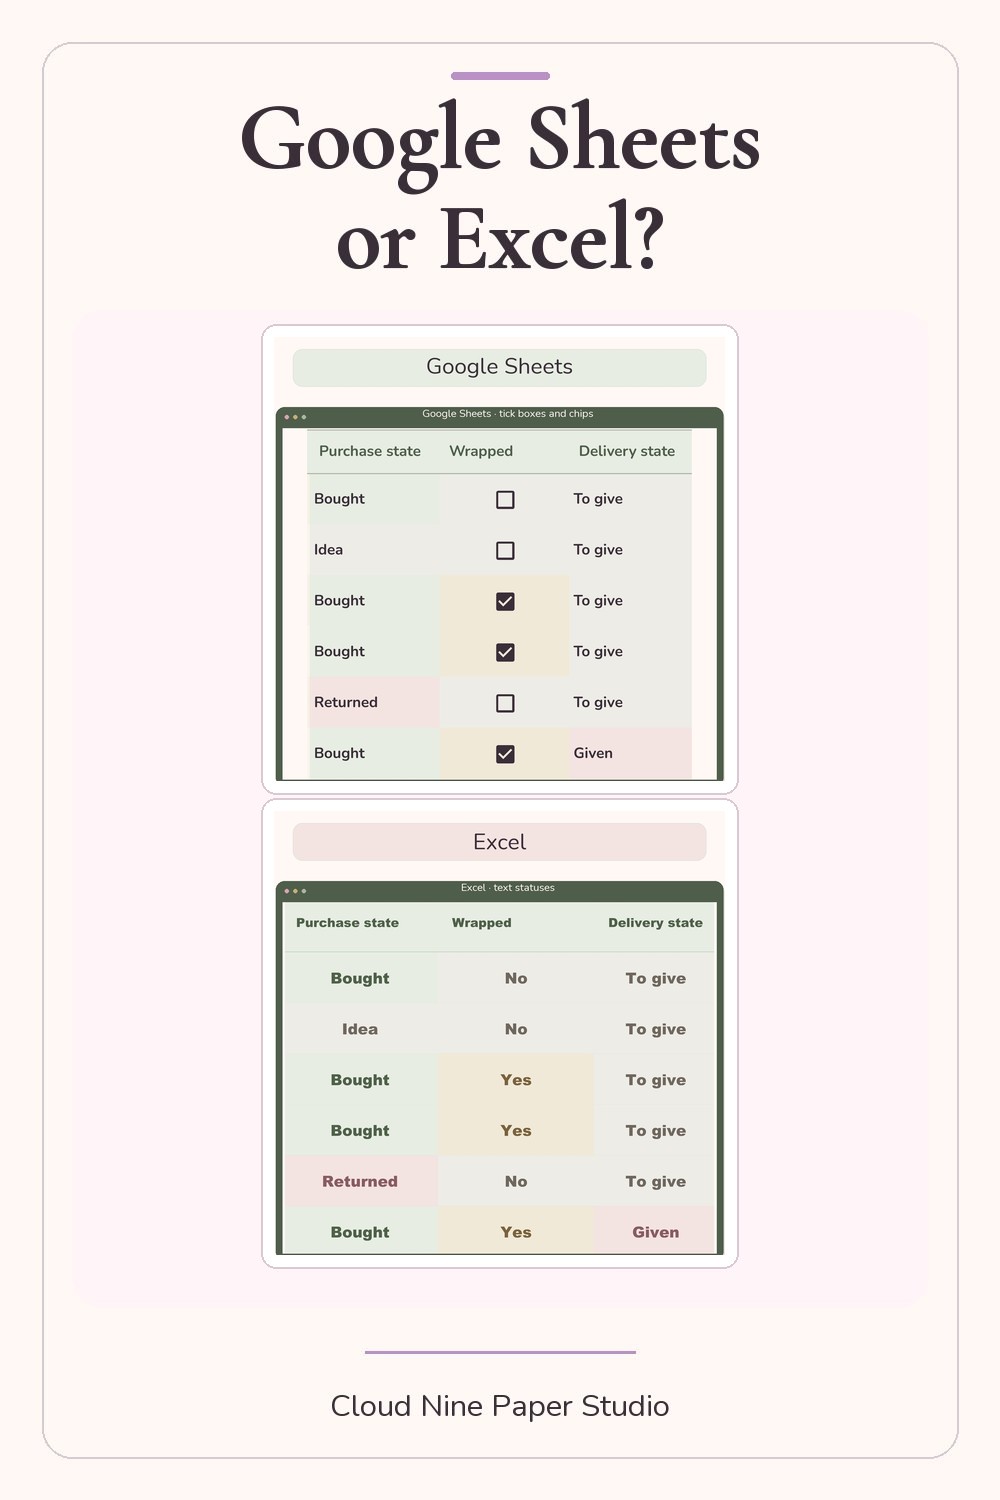 Google Sheets
or Excel?
Google Sheets
Google Sheets · tick boxes and chips
Purchase state Wrapped Delivery state
Bought To give
Idea To give
Bought To give
Bought To give
Returned To give
Bought Given
Excel
Excel · text statuses
Purchase state Wrapped Delivery state
Bought No To give
Idea No To give
Bought Yes To give
Bought Yes To give
Returned No To give
Bought Yes Given
Cloud Nine Paper Studio